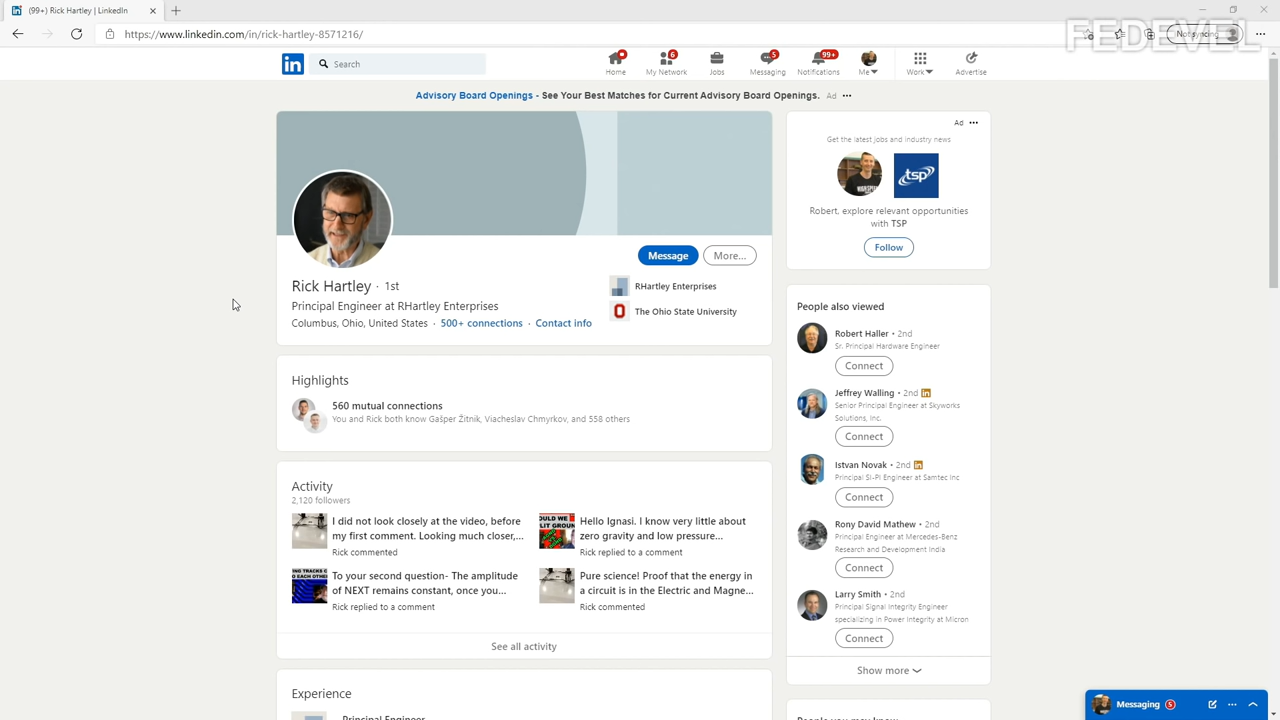 (99+) Rick Hartley | LinkedIn
https://www.linkedin.com/in/rick-hartley-8571216/
FEDEVEL
in
Search
Home
6
My Network
Jobs
5
Messaging
99+
Notifications
Me
Work
Advertise
Advisory Board Openings - See Your Best Matches for Current Advisory Board Openings. Ad
Rick Hartley · 1st
Principal Engineer at RHartley Enterprises
Columbus, Ohio, United States · 500+ connections · Contact info
Message
More...
RHartley Enterprises
The Ohio State University
Highlights
560 mutual connections
You and Rick both know Gašper Žitnik, Viacheslav Chmyrkov, and 558 others
Activity
2,120 followers
I did not look closely at the video, before
my first comment. Looking much closer,...
Rick commented
Hello Ignasi. I know very little about
zero gravity and low pressure...
Rick replied to a comment
To your second question- The amplitude
of NEXT remains constant, once you...
Rick replied to a comment
Pure science! Proof that the energy in
a circuit is in the Electric and Magne...
Rick commented
See all activity
Experience
Principal Engineer
Ad
Get the latest jobs and industry news
tsp
Robert, explore relevant opportunities
with TSP
Follow
People also viewed
Robert Haller • 2nd
Sr. Principal Hardware Engineer
Connect
Jeffrey Walling • 2nd in
Senior Principal Engineer at Skyworks
Solutions, Inc.
Connect
Istvan Novak • 2nd in
Principal SI-PI Engineer at Samtec Inc
Connect
Rony David Mathew • 2nd
Principal Engineer at Mercedes-Benz
Research and Development India
Connect
Larry Smith • 2nd
Principal Signal Integrity Engineer
specializing in Power Integrity at Micron
Connect
Show more
Messaging 5